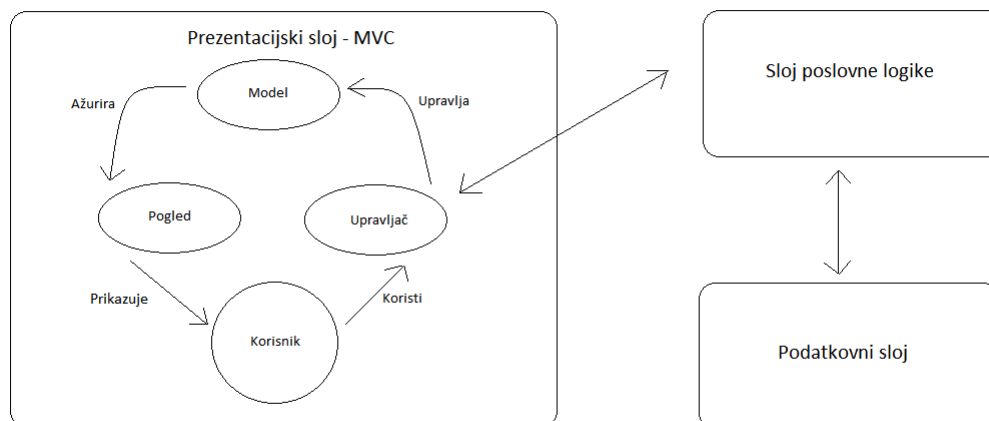 Prezentacijski sloj - MVC
Model
Ažurira
Upravlja
Pogled
Upravljač
Prikazuje
Koristi
Korisnik
Sloj poslovne logike
Podatkovni sloj